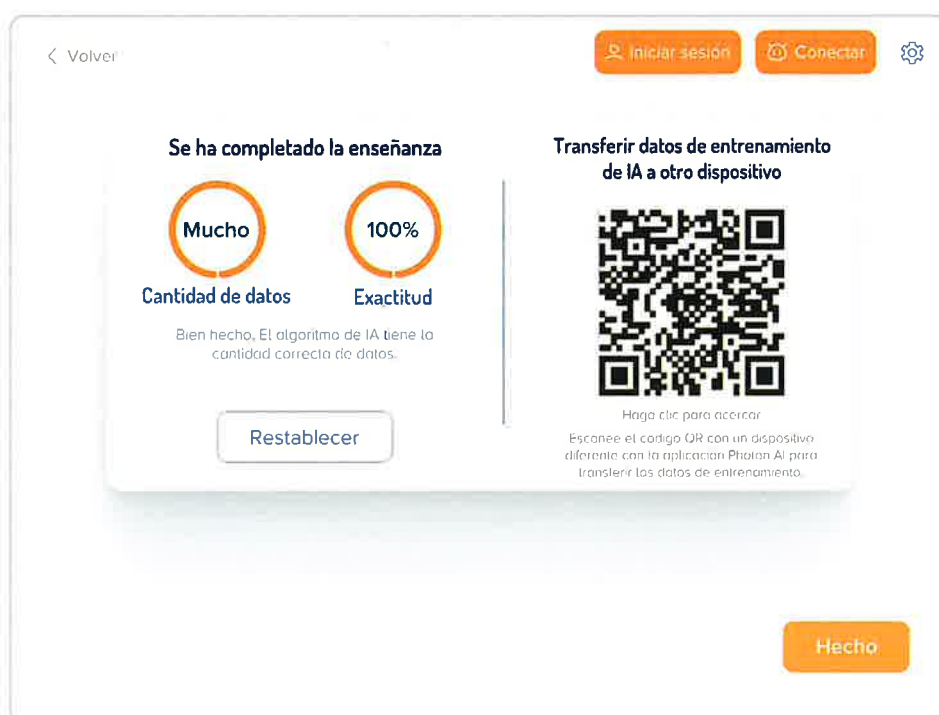 Volver
Iniciar sesión
Conectar
Se ha completado la enseñanza
Mucho
100%
Cantidad de datos
Exactitud
Bien hecho, El algoritmo de IA tiene la
cantidad correcta de datos.
Restablecer
Transferir datos de entrenamiento
de IA a otro dispositivo
Haga clic para acercar
Escanee el código QR con un dispositivo
diferente con la aplicación Photon AI para
transferir los datos de entrenamiento.
Hecho